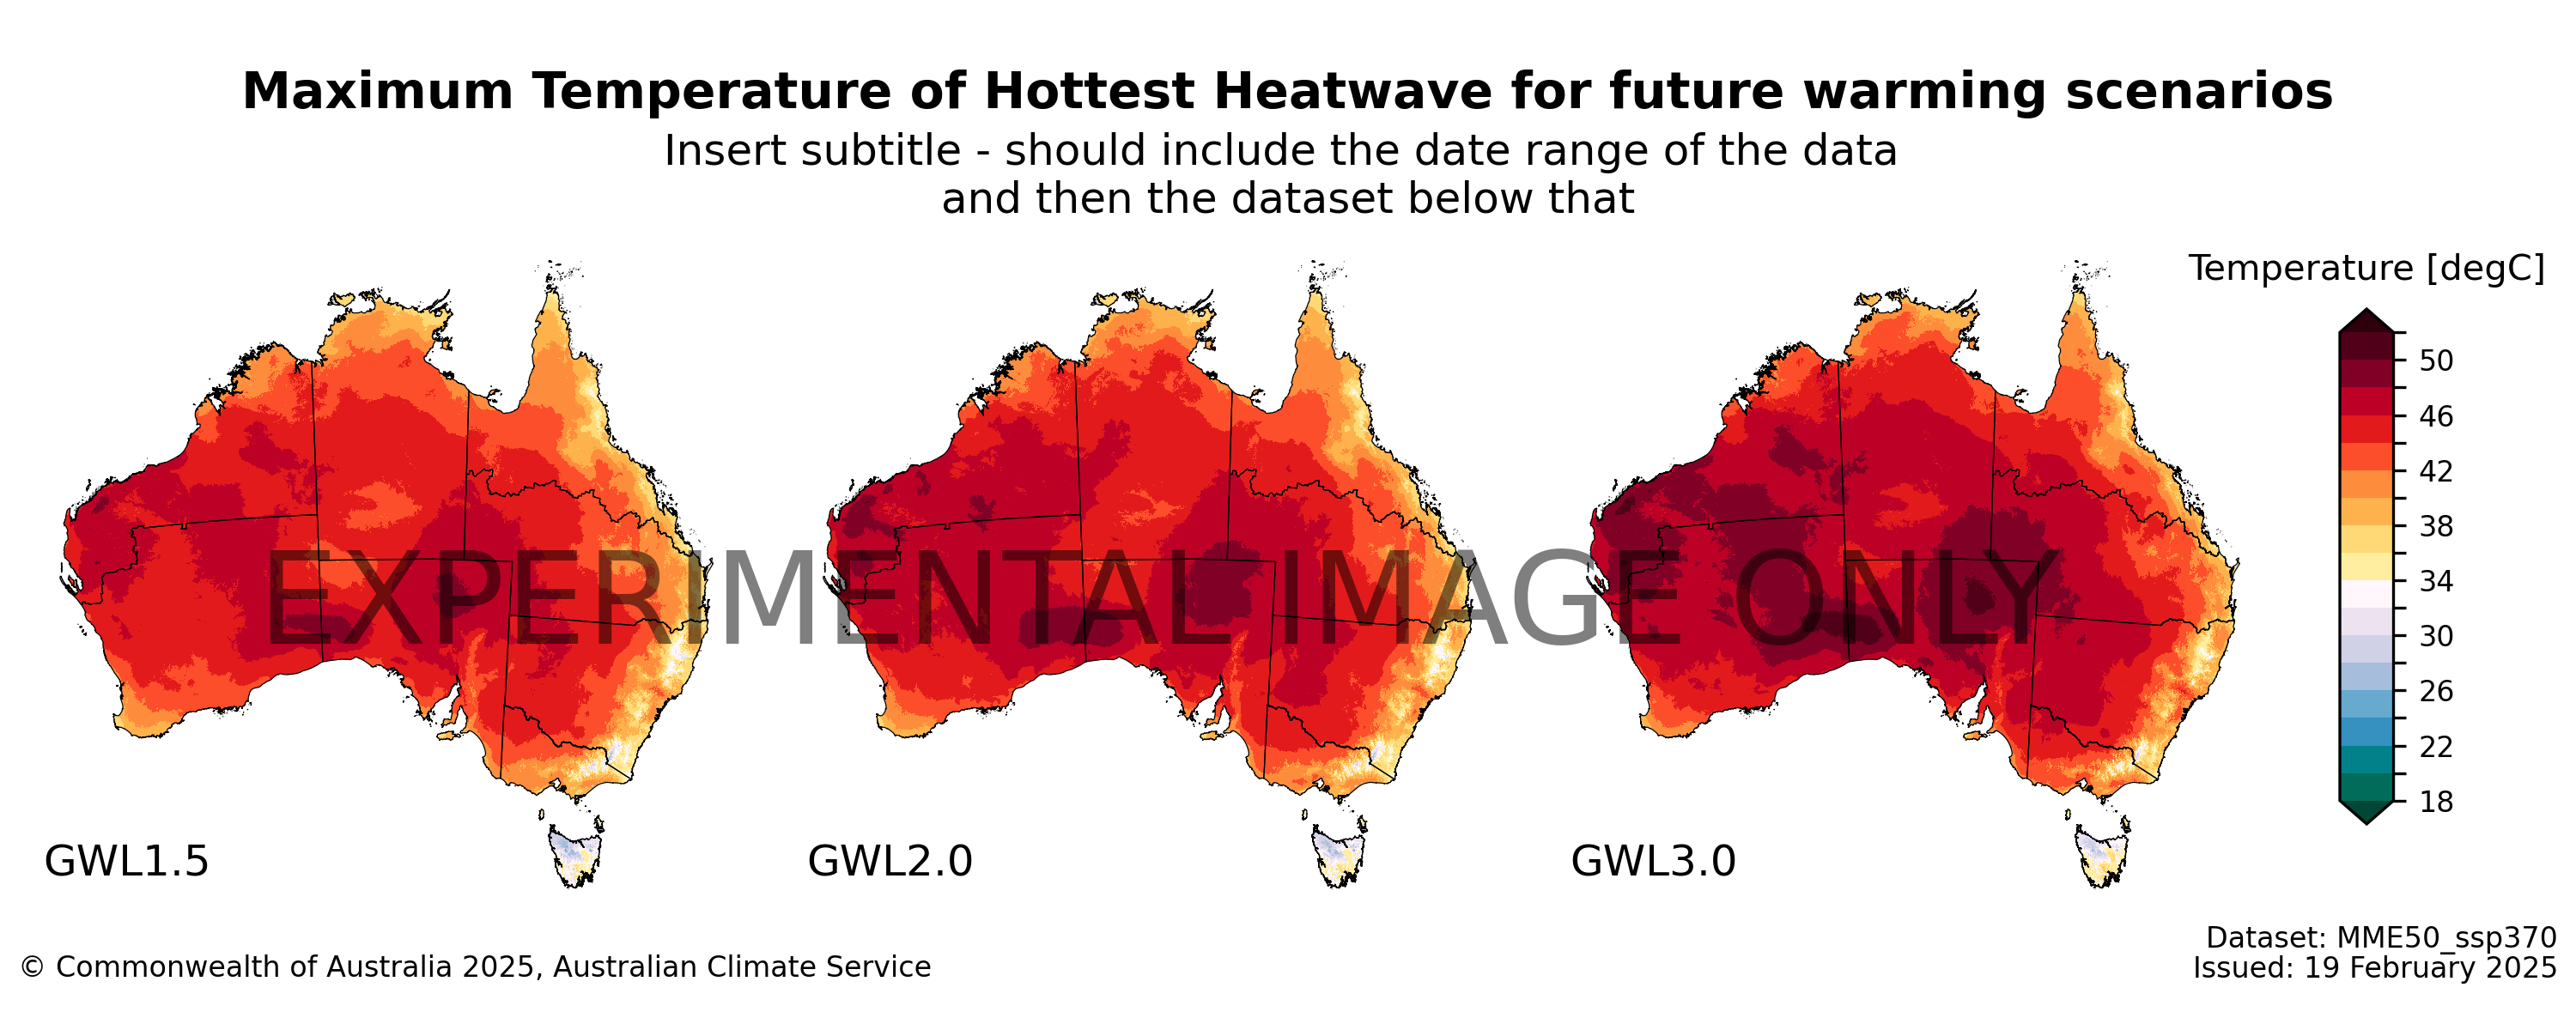 Maximum Temperature of Hottest Heatwave for future warming scenarios
Insert subtitle - should include the date range of the data
and then the dataset below that
Temperature [degC]
50
46
42
38
34
30
26
22
18
EXPERIMENTAL IMAGE ONLY
GWL1.5
GWL2.0
GWL3.0
© Commonwealth of Australia 2025, Australian Climate Service
Dataset: MME50_ssp370
Issued: 19 February 2025